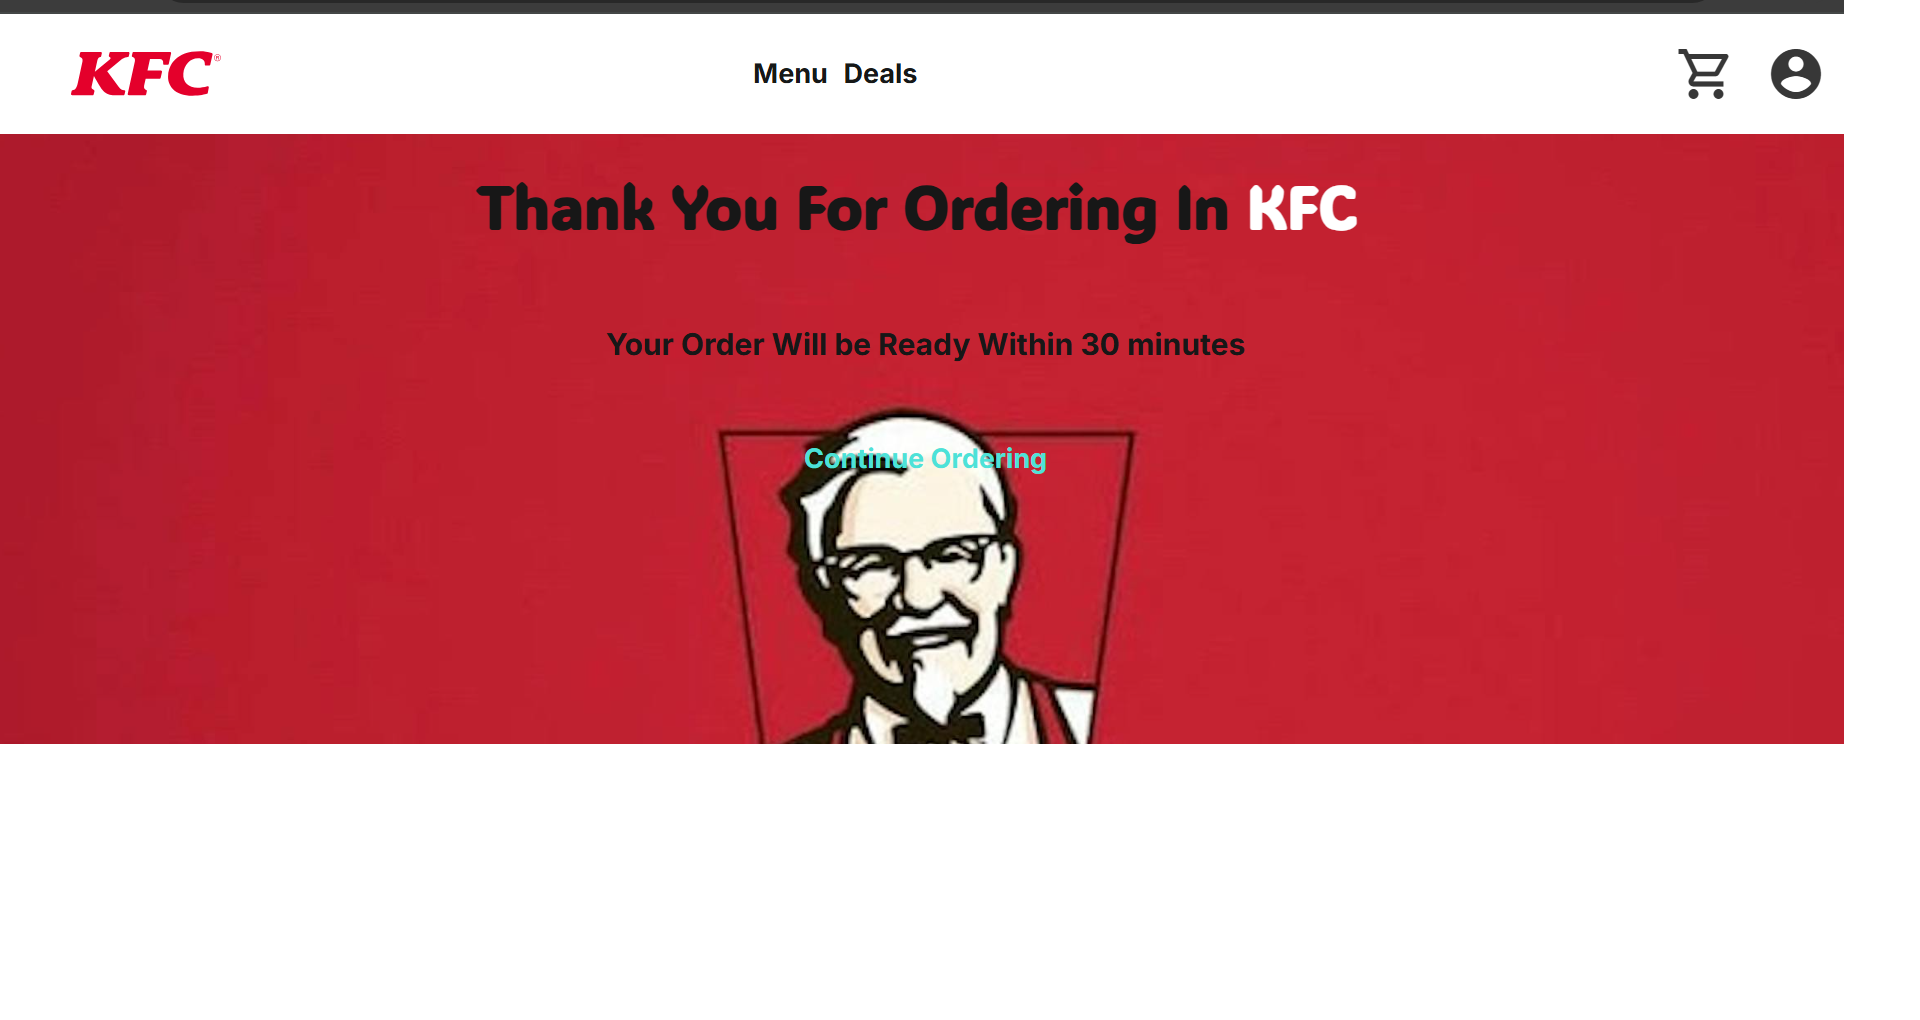 KFC®
Menu Deals
Thank You For Ordering In KFC
Your Order Will be Ready Within 30 minutes
Continue Ordering